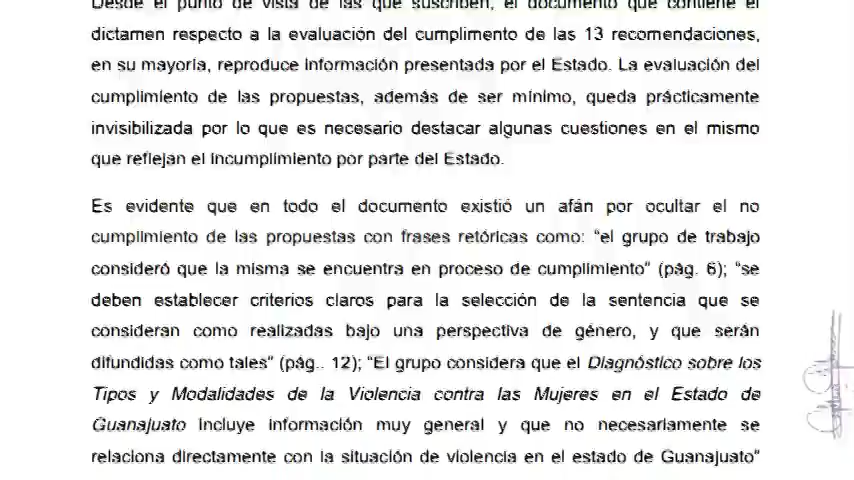 Desde el punto de vista de las que suscriben, el documento que contiene el
dictamen respecto a la evaluación del cumplimento de las 13 recomendaciones,
en su mayoría, reproduce información presentada por el Estado. La evaluación del
cumplimiento de las propuestas, además de ser mínimo, queda prácticamente
invisibilizada por lo que es necesario destacar algunas cuestiones en el mismo
que reflejan el incumplimiento por parte del Estado.
Es evidente que en todo el documento existió un afán por ocultar el no
cumplimiento de las propuestas con frases retóricas como: “el grupo de trabajo
consideró que la misma se encuentra en proceso de cumplimiento” (pág. 6); “se
deben establecer criterios claros para la selección de la sentencia que se
consideran como realizadas bajo una perspectiva de género, y que serán
difundidas como tales” (pág.. 12); “El grupo considera que el Diagnóstico sobre los
Tipos y Modalidades de la Violencia contra las Mujeres en el Estado de
Guanajuato incluye información muy general y que no necesariamente se
relaciona directamente con la situación de violencia en el estado de Guanajuato”